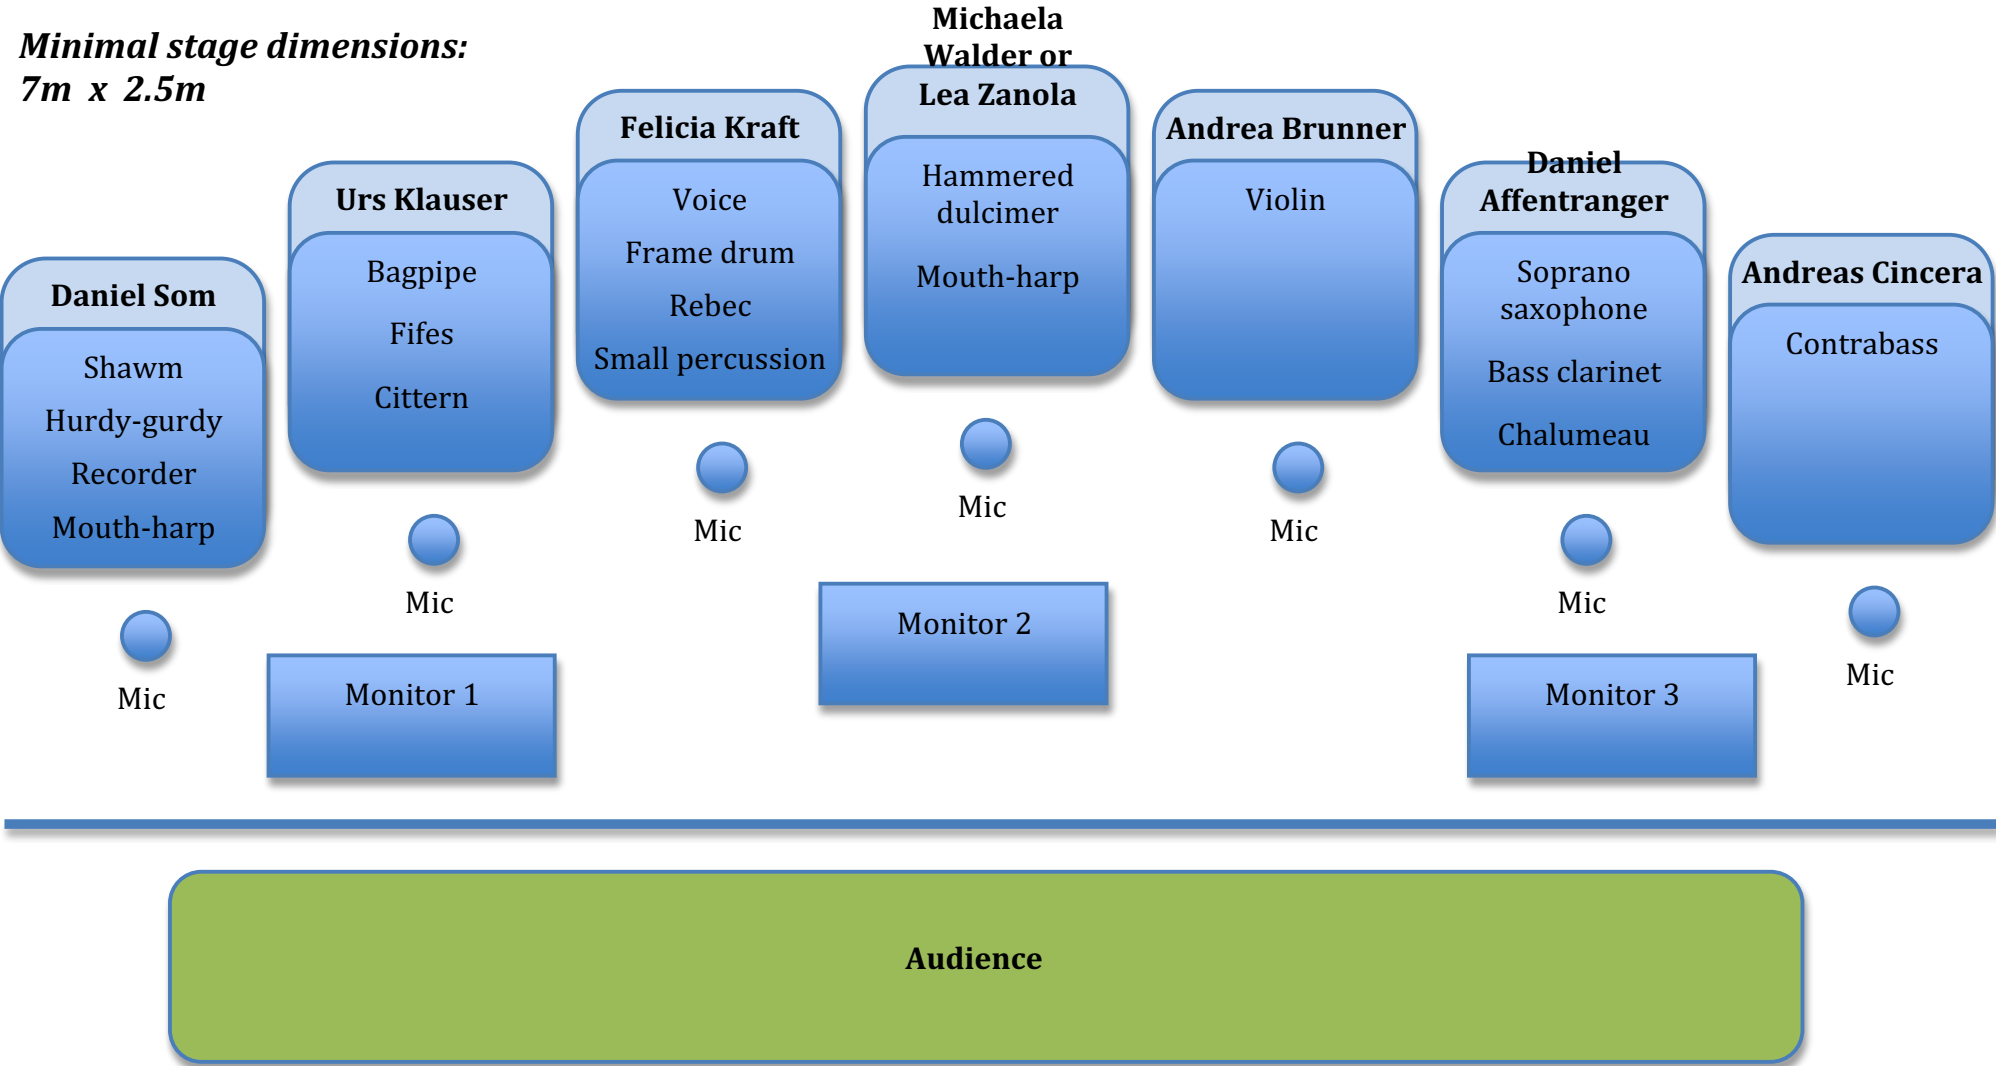 Minimal stage dimensions:
7m x 2.5m
Daniel Som
Shawm
Hurdy-gurdy
Recorder
Mouth-harp
Mic
Urs Klauser
Bagpipe
Fifes
Cittern
Mic
Felicia Kraft
Voice
Frame drum
Rebec
Small percussion
Mic
Michaela
Walder or
Lea Zanola
Hammered
dulcimer
Mouth-harp
Mic
Andrea Brunner
Violin
Mic
Daniel
Affentranger
Soprano
saxophone
Bass clarinet
Chalumeau
Mic
Andreas Cincera
Contrabass
Mic
Monitor 1
Monitor 2
Monitor 3
Audience